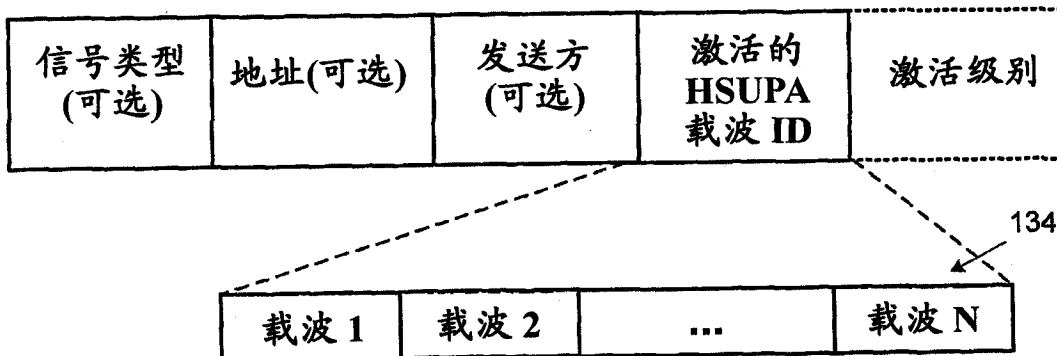 信号类型
(可选)
地址(可选)
发送方
(可选)
激活的
HSUPA
载波 ID
激活级别
134
载波 1
载波 2
...
载波 N